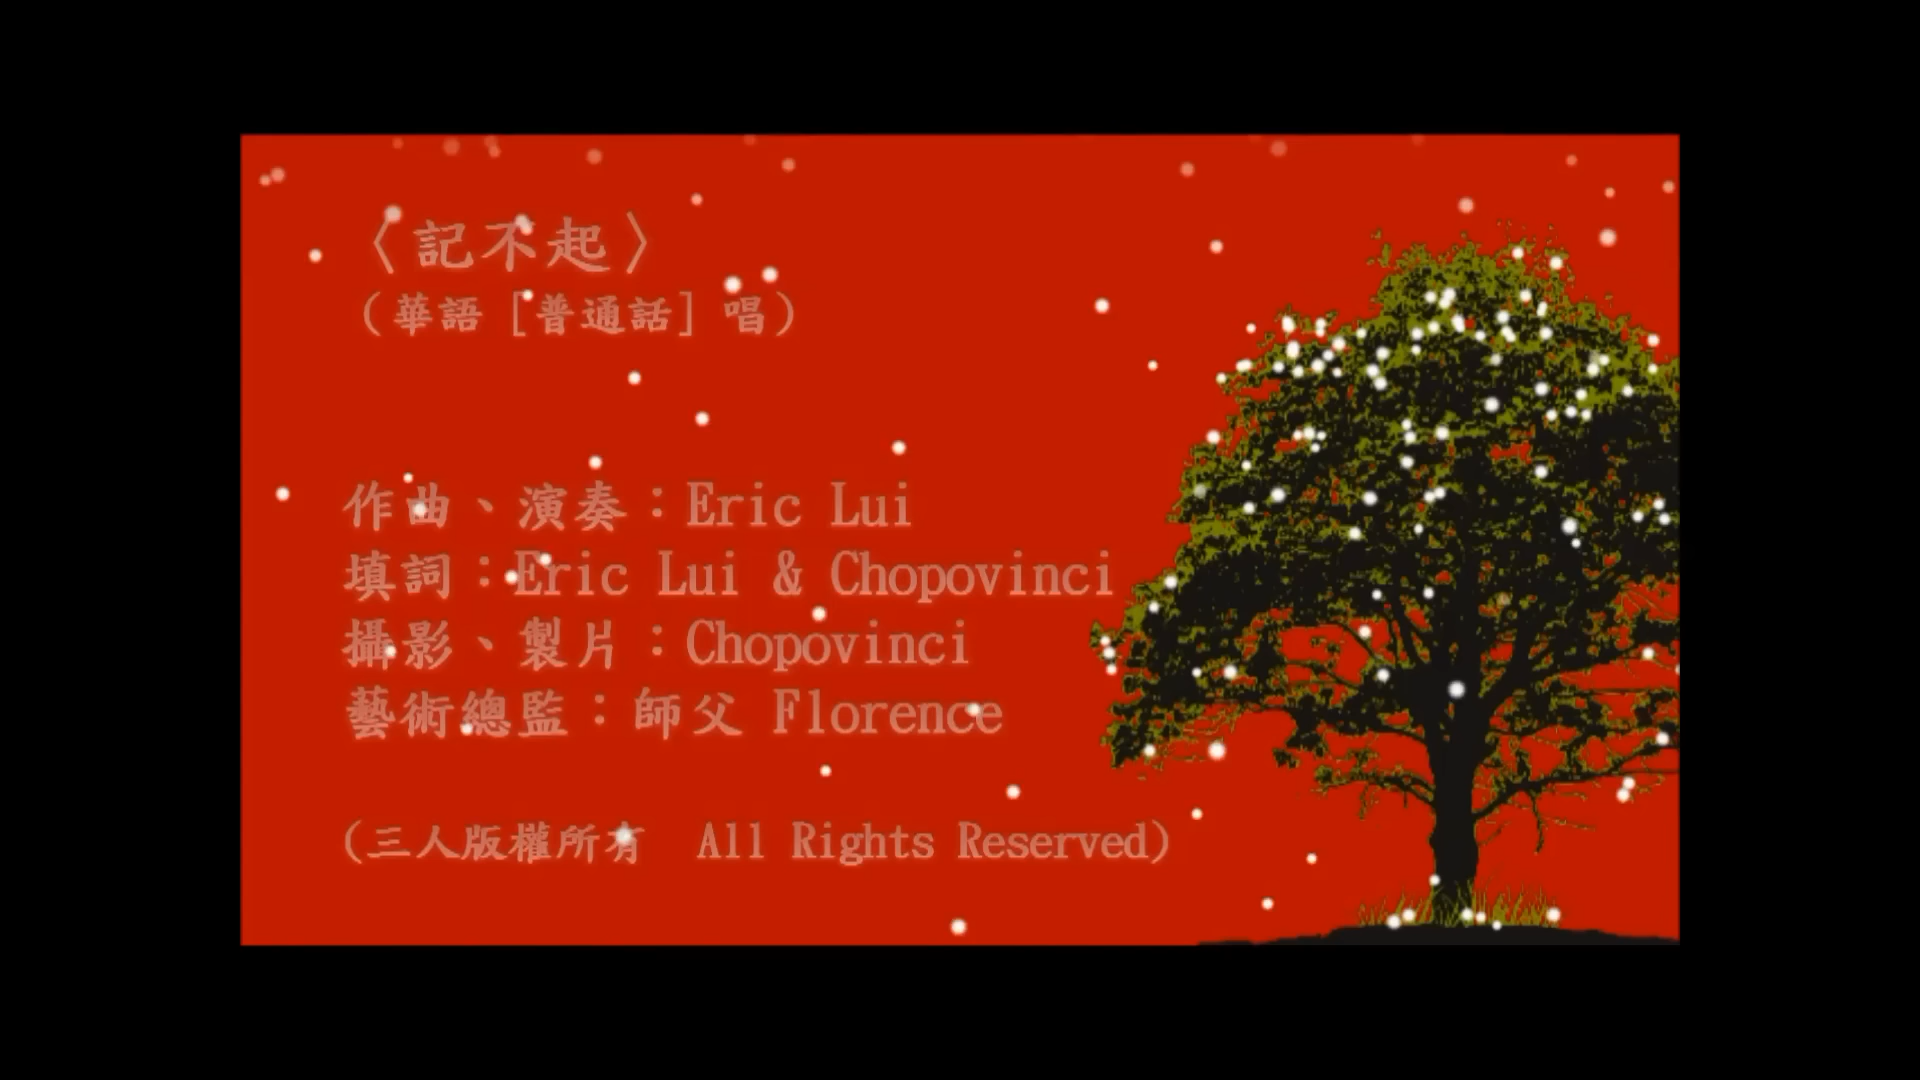 〈記不起〉
(華語 [普通話] 唱)
作曲、演奏：Eric Lui
填詞：Eric Lui & Chopovinci
攝影、製片：Chopovinci
藝術總監：師父 Florence
(三人版權所有 All Rights Reserved)